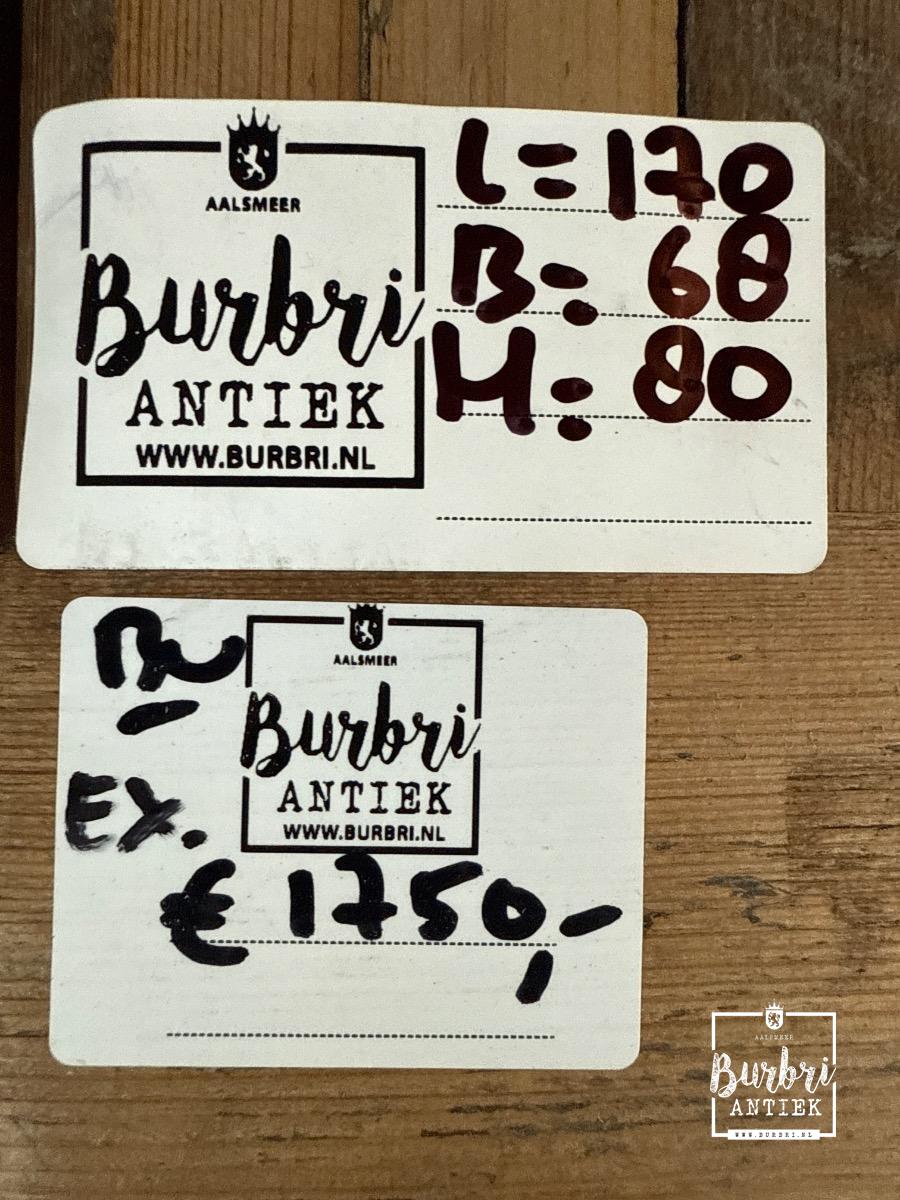 AALSMEER
Burbri
ANTIEK
WWW.BURBRI.NL
L= 170
B= 68
H= 80
AALSMEER
Burbri
ANTIEK
WWW.BURBRI.NL
EX.
€ 1750,-
AALSMEER
Burbri
ANTIEK
WWW.BURBRI.NL